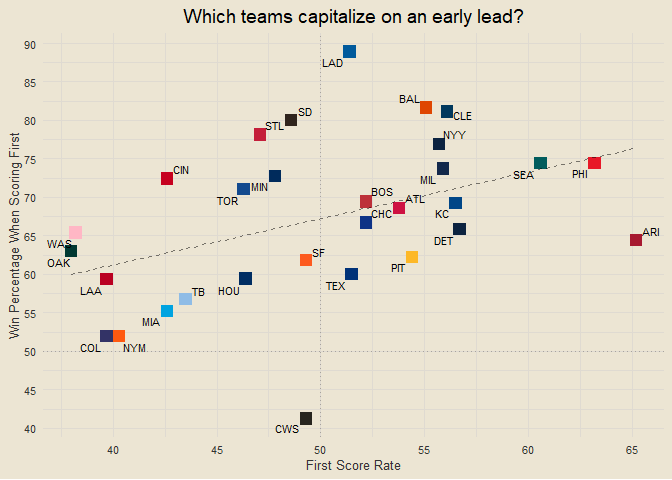 Which teams capitalize on an early lead?
Win Percentage When Scoring First
90
85
80
75
70
65
60
55
50
45
40
LAD
BAL
CLE
SD
STL
NYY
CIN
MIN
TOR
MIL
SEA
PHI
BOS
ATL
CHC
KC
WAS
OAK
DET
ARI
SF
PIT
LAA
TB
HOU
TEX
MIA
COL
NYM
CWS
40
45
50
55
60
65
First Score Rate